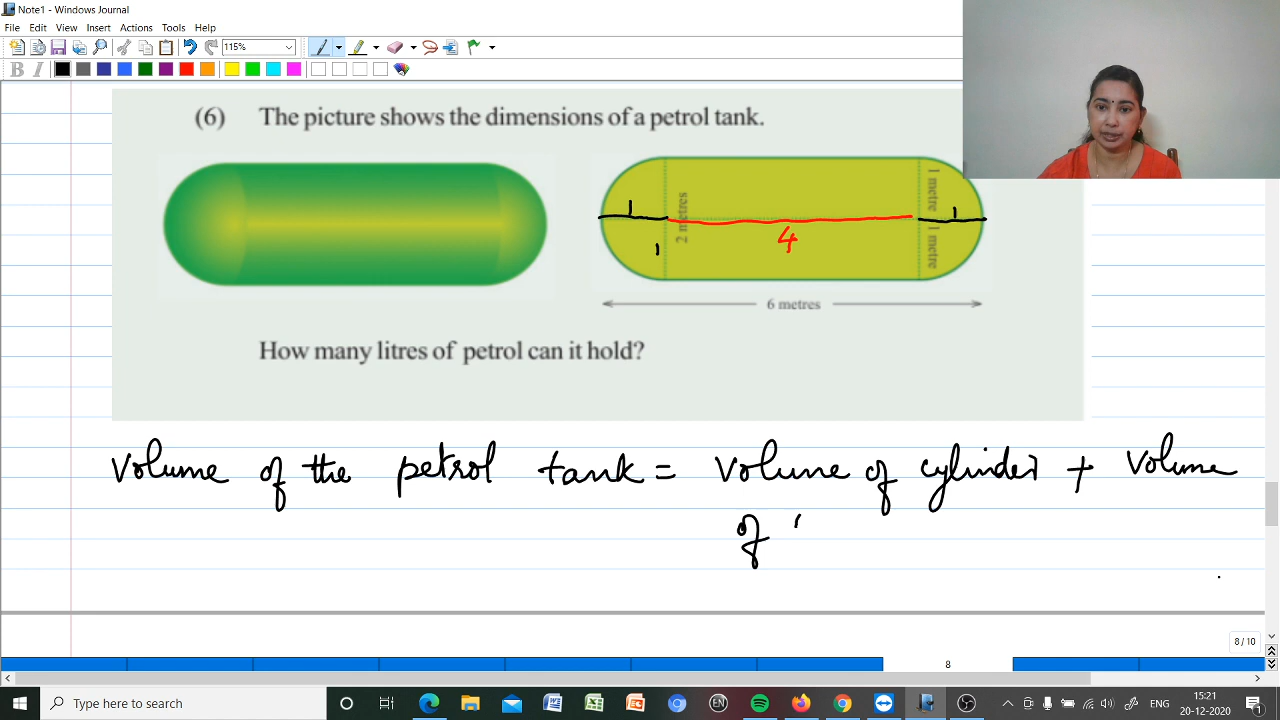 Note1 - Windows Journal
File Edit View Insert Actions Tools Help
115%
B I
(6) The picture shows the dimensions of a petrol tank.
1 4 1
1
2 metres
1 metre
1 metre
6 metres
How many litres of petrol can it hold?
Volume of the petrol tank = Volume of cylinder + Volume
of
8 / 10
8
Type here to search
ENG
15:21
20-12-2020